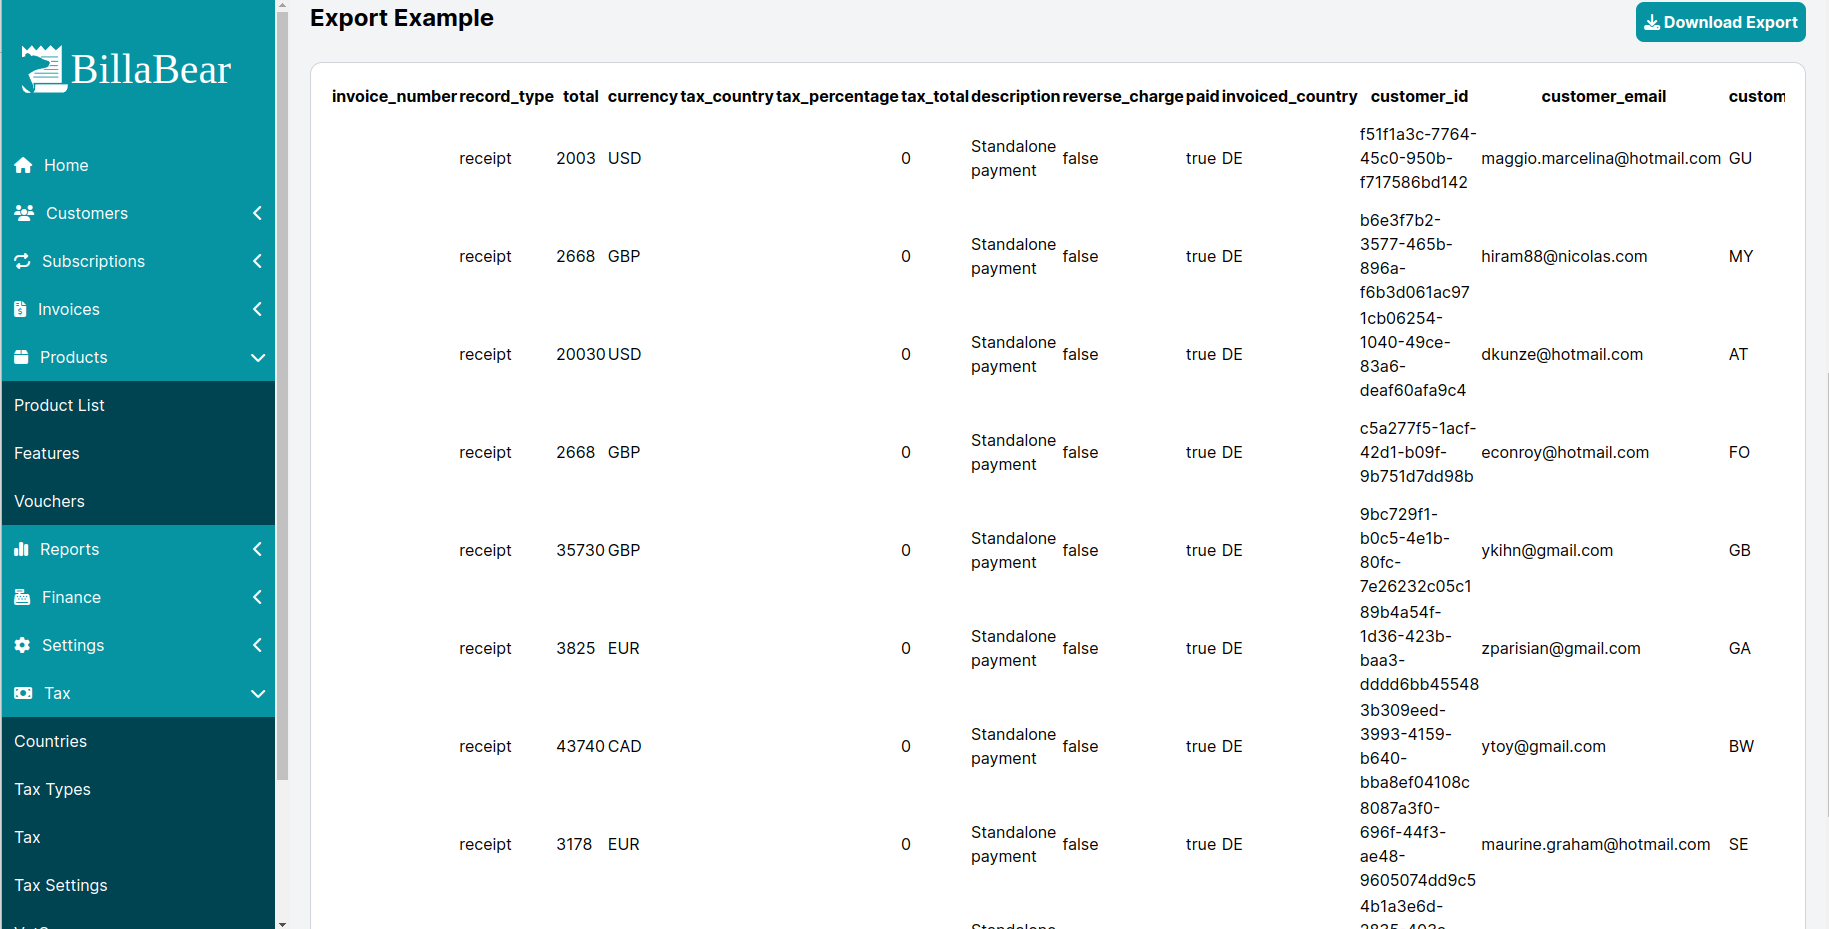 BillaBear
Home
Customers
Subscriptions
Invoices
Products
Product List
Features
Vouchers
Reports
Finance
Settings
Tax
Countries
Tax Types
Tax
Tax Settings
Export Example
Download Export
invoice_number record_type total currency tax_country tax_percentage tax_total description reverse_charge paid invoiced_country customer_id customer_email custom
receipt 2003 USD 0 Standalone payment false true DE f51f1a3c-7764-45c0-950b-f717586bd142 maggio.marcelina@hotmail.com GU
receipt 2668 GBP 0 Standalone payment false true DE b6e3f7b2-3577-465b-896a-f6b3d061ac97 hiram88@nicolas.com MY
receipt 20030 USD 0 Standalone payment false true DE 1cb06254-1040-49ce-83a6-deaf60afa9c4 dkunze@hotmail.com AT
receipt 2668 GBP 0 Standalone payment false true DE c5a277f5-1acf-42d1-b09f-9b751d7dd98b econroy@hotmail.com FO
receipt 35730 GBP 0 Standalone payment false true DE 9bc729f1-b0c5-4e1b-80fc-7e26232c05c1 ykihn@gmail.com GB
receipt 3825 EUR 0 Standalone payment false true DE 89b4a54f-1d36-423b-baa3-dddd6bb45548 zparisian@gmail.com GA
receipt 43740 CAD 0 Standalone payment false true DE 3b309eed-3993-4159-b640-bba8ef04108c ytoy@gmail.com BW
receipt 3178 EUR 0 Standalone payment false true DE 8087a3f0-696f-44f3-ae48-9605074dd9c5 maurine.graham@hotmail.com SE
4b1a3e6d-